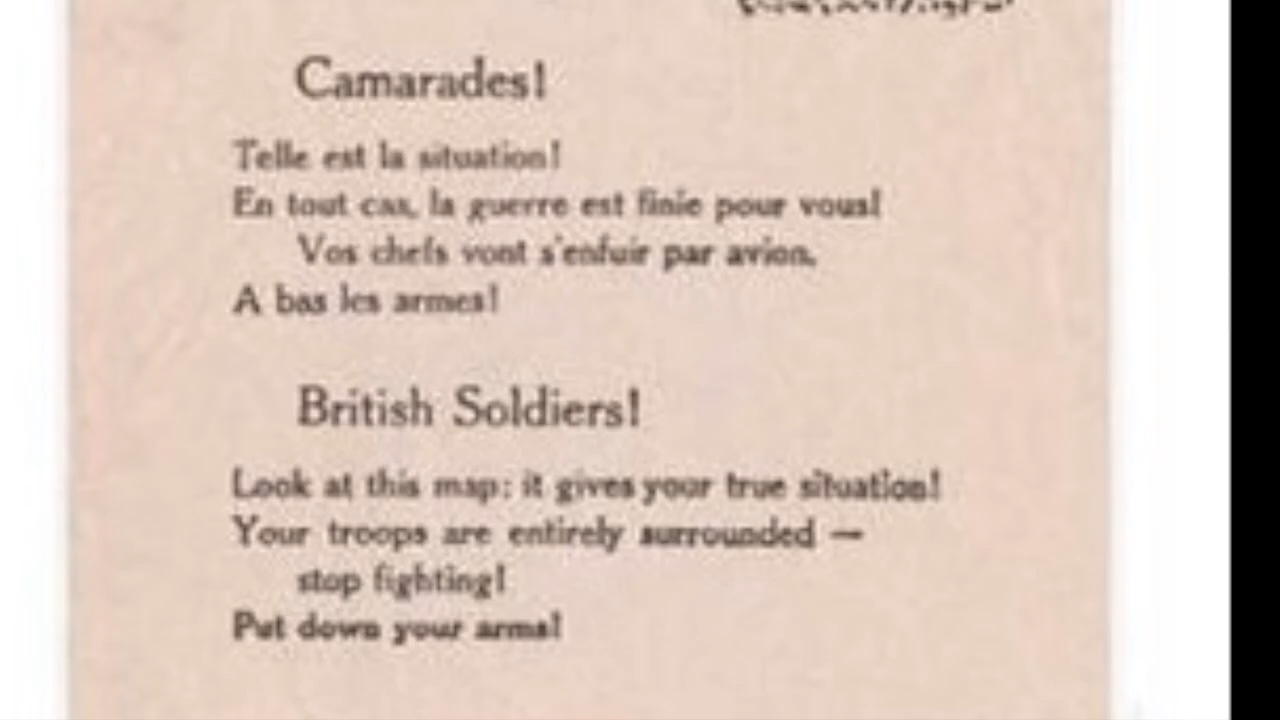 Camarades!
Telle est la situation!
En tout cas, la guerre est finie pour vous!
Vos chefs vont s'enfuir par avion.
A bas les armes!
British Soldiers!
Look at this map: it gives your true situation!
Your troops are entirely surrounded —
stop fighting!
Put down your arms!